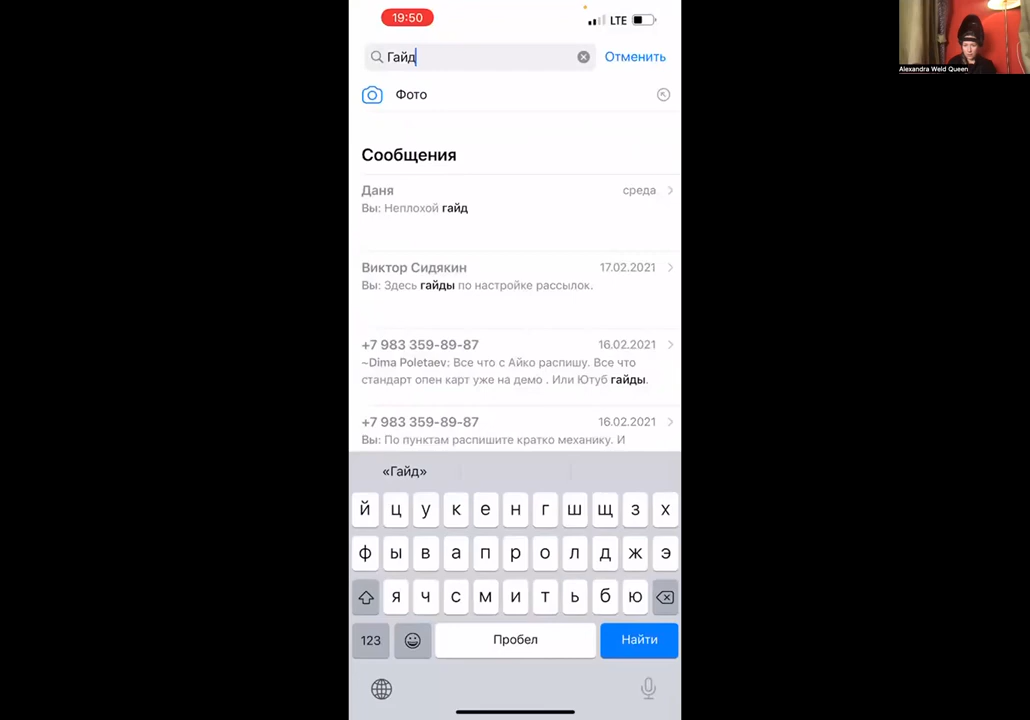 19:50
LTE
Гайд
Отменить
Фото
Alexandra Weld Queen
Сообщения
Даня
среда
Вы: Неплохой гайд
Виктор Сидякин
17.02.2021
Вы: Здесь гайды по настройке рассылок.
+7 983 359-89-87
16.02.2021
~Dima Poletaev: Все что с Айко распишу. Все что
стандарт опен карт уже на демо . Или Ютуб гайды.
+7 983 359-89-87
16.02.2021
Вы: По пунктам распишите кратко механику. И
«Гайд»
й ц у к е н г ш щ з х
ф ы в а п р о л д ж э
я ч с м и т ь б ю
123
Пробел
Найти